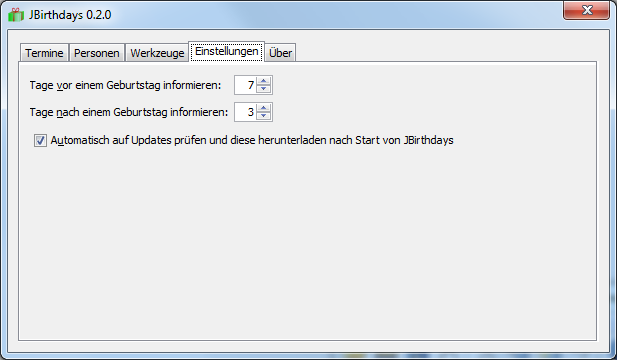 JBirthdays 0.2.0
Termine Personen Werkzeuge Einstellungen Über
Tage vor einem Geburtstag informieren: 7
Tage nach einem Geburtstag informieren: 3
Automatisch auf Updates prüfen und diese herunterladen nach Start von JBirthdays